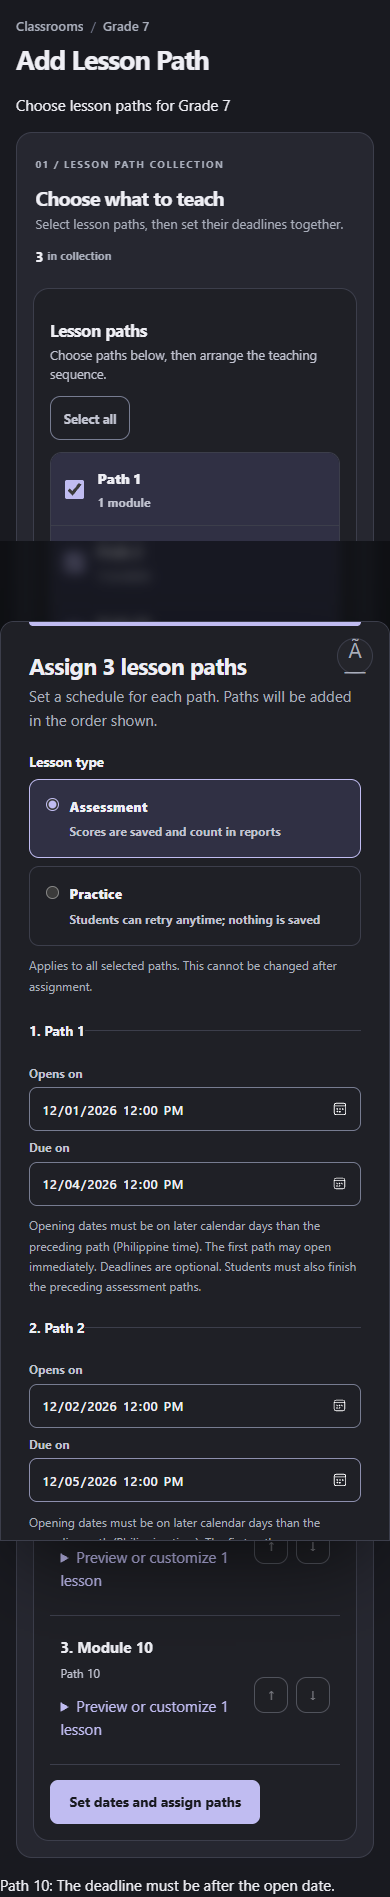 Classrooms / Grade 7
Add Lesson Path
Choose lesson paths for Grade 7
01 / LESSON PATH COLLECTION
Choose what to teach
Select lesson paths, then set their deadlines together.
3 in collection
Lesson paths
Choose paths below, then arrange the teaching
sequence.
Select all
Path 1
1 module
Ã
Assign 3 lesson paths
Set a schedule for each path. Paths will be added
in the order shown.
Lesson type
Assessment
Scores are saved and count in reports
Practice
Students can retry anytime; nothing is saved
Applies to all selected paths. This cannot be changed after
assignment.
1. Path 1
Opens on
12/01/2026 12:00 PM
Due on
12/04/2026 12:00 PM
Opening dates must be on later calendar days than the
preceding path (Philippine time). The first path may open
immediately. Deadlines are optional. Students must also finish
the preceding assessment paths.
2. Path 2
Opens on
12/02/2026 12:00 PM
Due on
12/05/2026 12:00 PM
Opening dates must be on later calendar days than the
▶ Preview or customize 1
lesson
↑ ↓
3. Module 10
Path 10
▶ Preview or customize 1
lesson
↑ ↓
Set dates and assign paths
Path 10: The deadline must be after the open date.